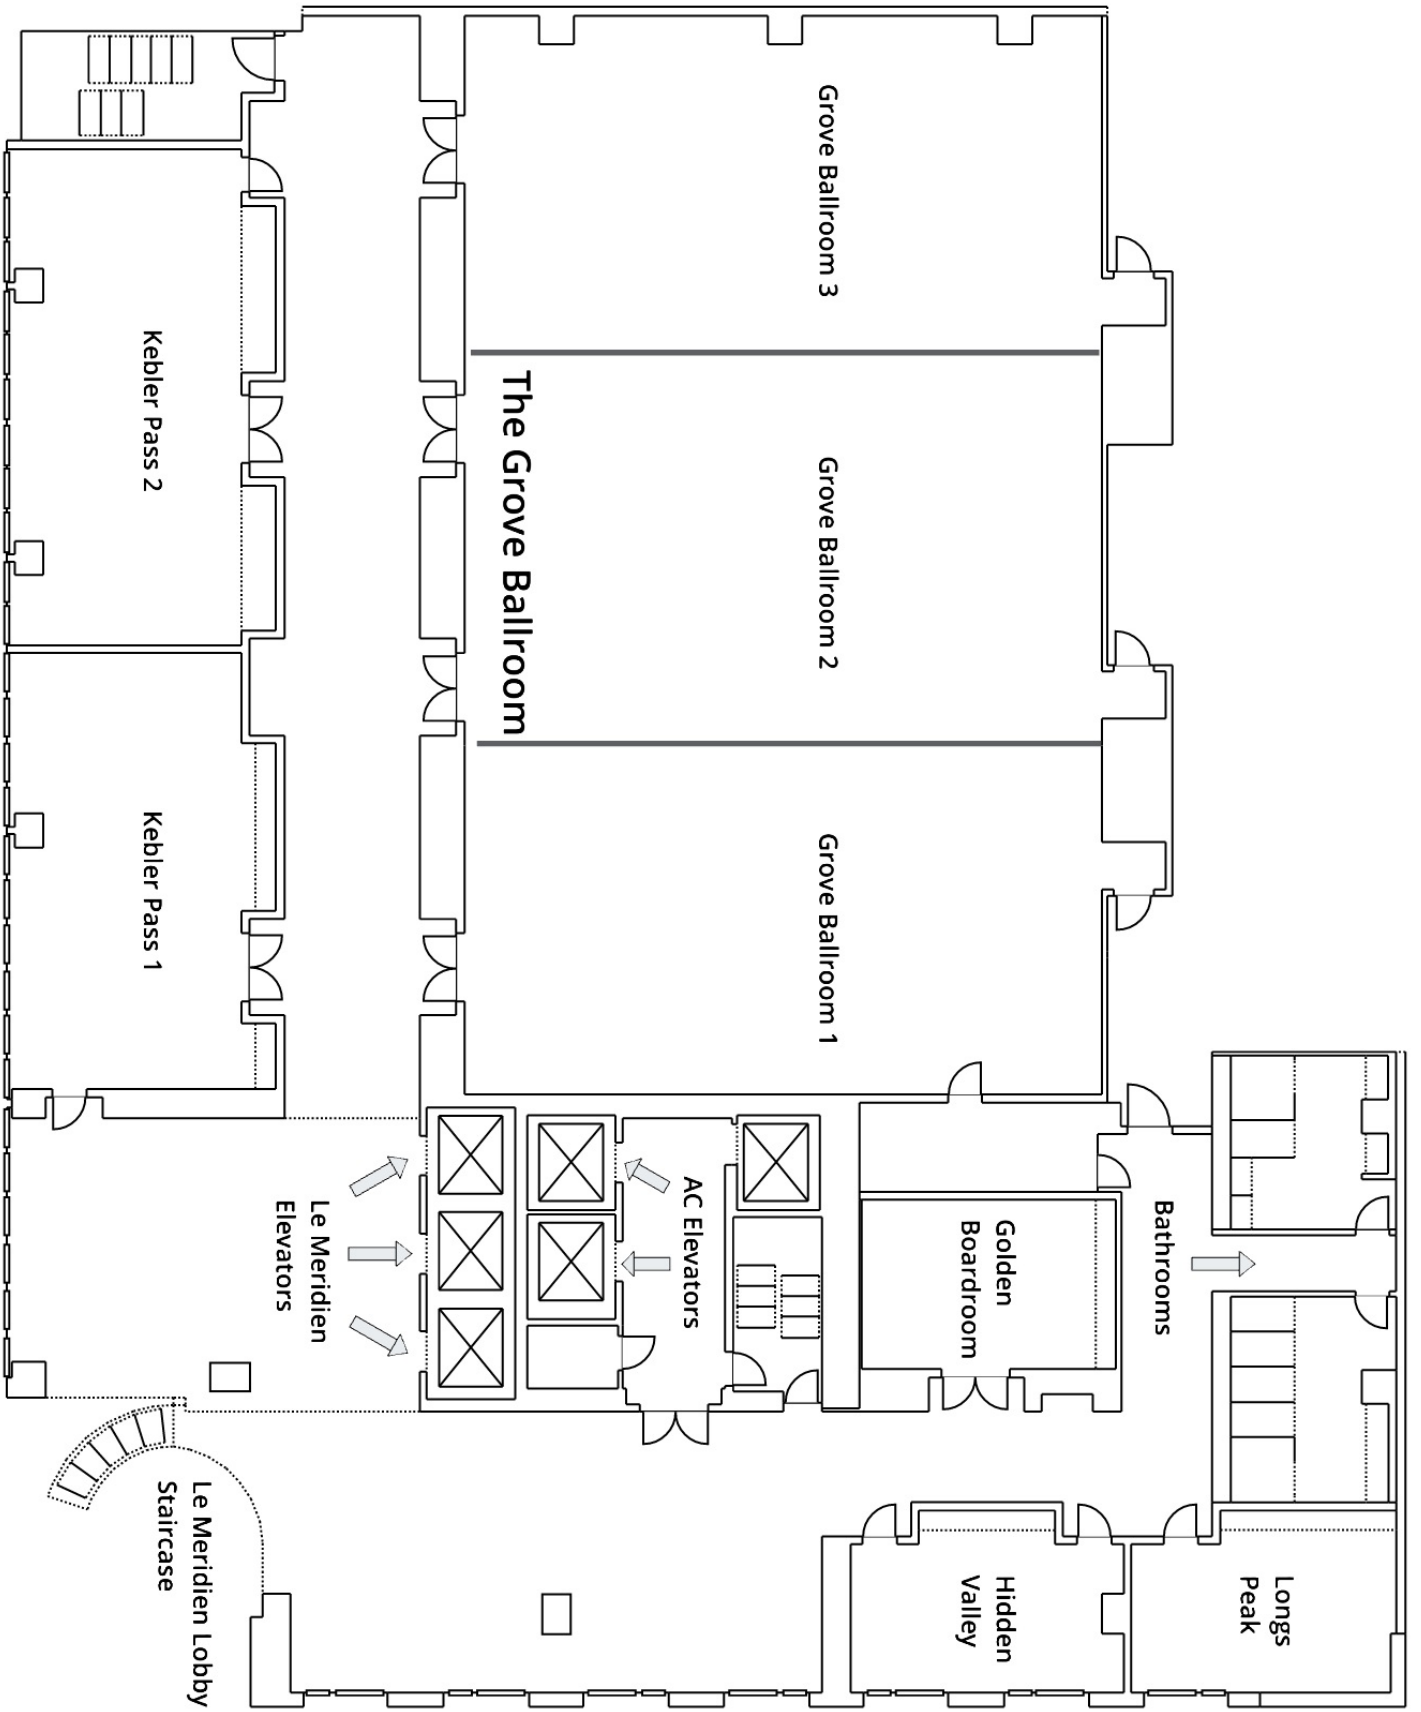 Grove Ballroom 3
Grove Ballroom 2
Grove Ballroom 1
The Grove Ballroom
Kebler Pass 2
Kebler Pass 1
Le Meridien
Elevators
AC Elevators
Golden
Boardroom
Bathrooms
Le Meridien Lobby
Staircase
Hidden
Valley
Longs
Peak